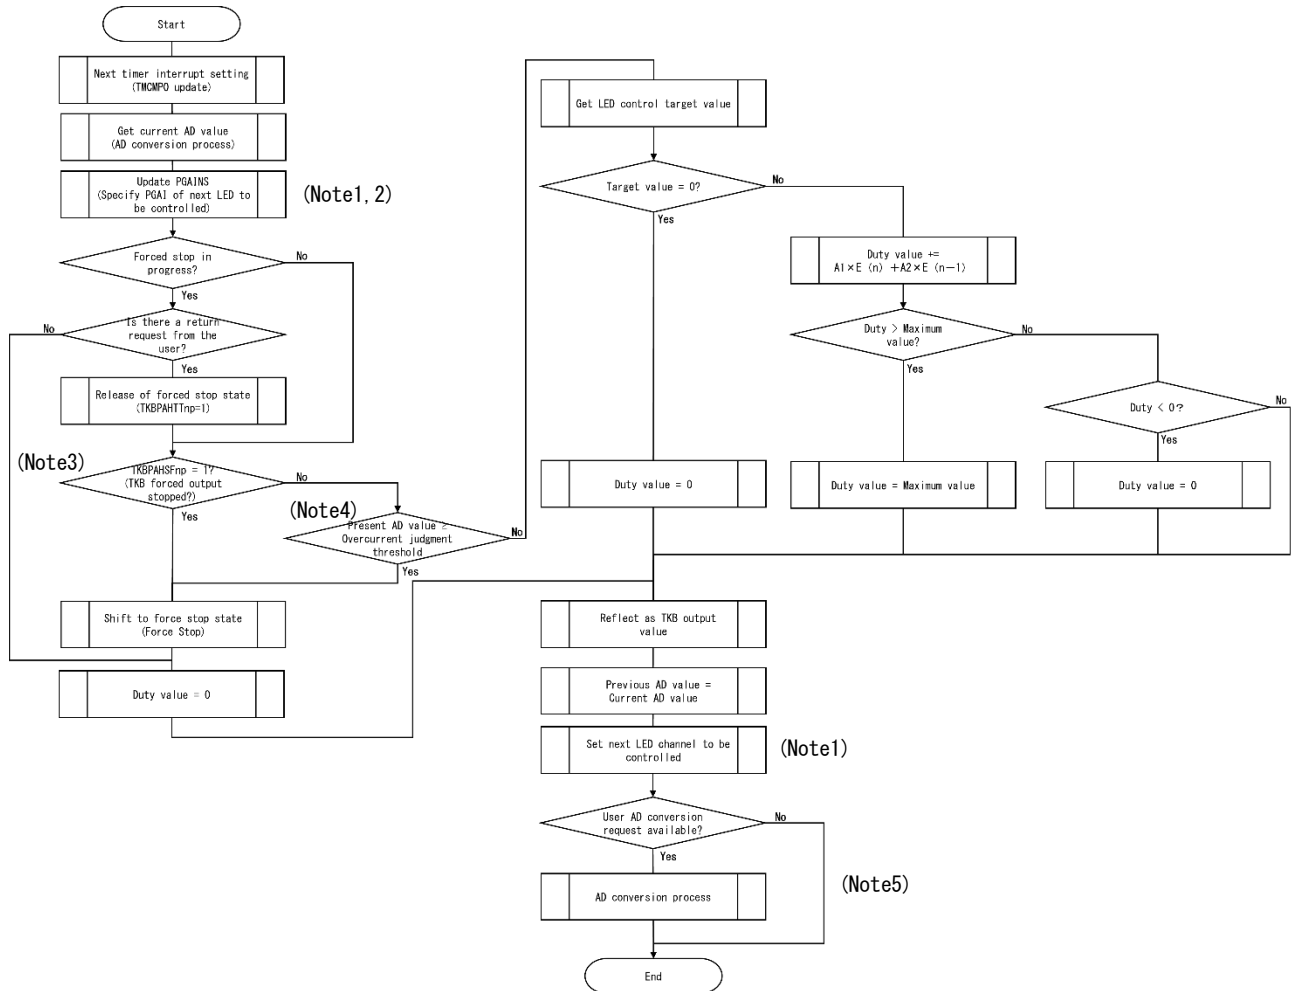 Start
Next timer interrupt setting
(TMCMP0 update)
Get current AD value
(AD conversion process)
Update PGAINS
(Specify PGAI of next LED to
be controlled)
(Note1, 2)
Forced stop in
progress?
No
Yes
Is there a return
request from the
user?
No
Yes
Release of forced stop state
(TKBPAHTTnp=1)
(Note3)
TKBPAHSFnp = 1?
(TKB forced output
stopped?)
No
Yes
(Note4)
Present AD value ≥
Overcurrent judgment
threshold
No
Yes
Shift to force stop state
(Force Stop)
Duty value = 0
Get LED control target value
Target value = 0?
No
Yes
Duty value +=
A1×E (n) +A2×E (n-1)
Duty > Maximum
value?
No
Yes
Duty < 0?
No
Yes
Duty value = 0
Duty value = Maximum value
Duty value = 0
Reflect as TKB output
value
Previous AD value =
Current AD value
Set next LED channel to be
controlled
(Note1)
User AD conversion
request available?
No
Yes
AD conversion process
(Note5)
End